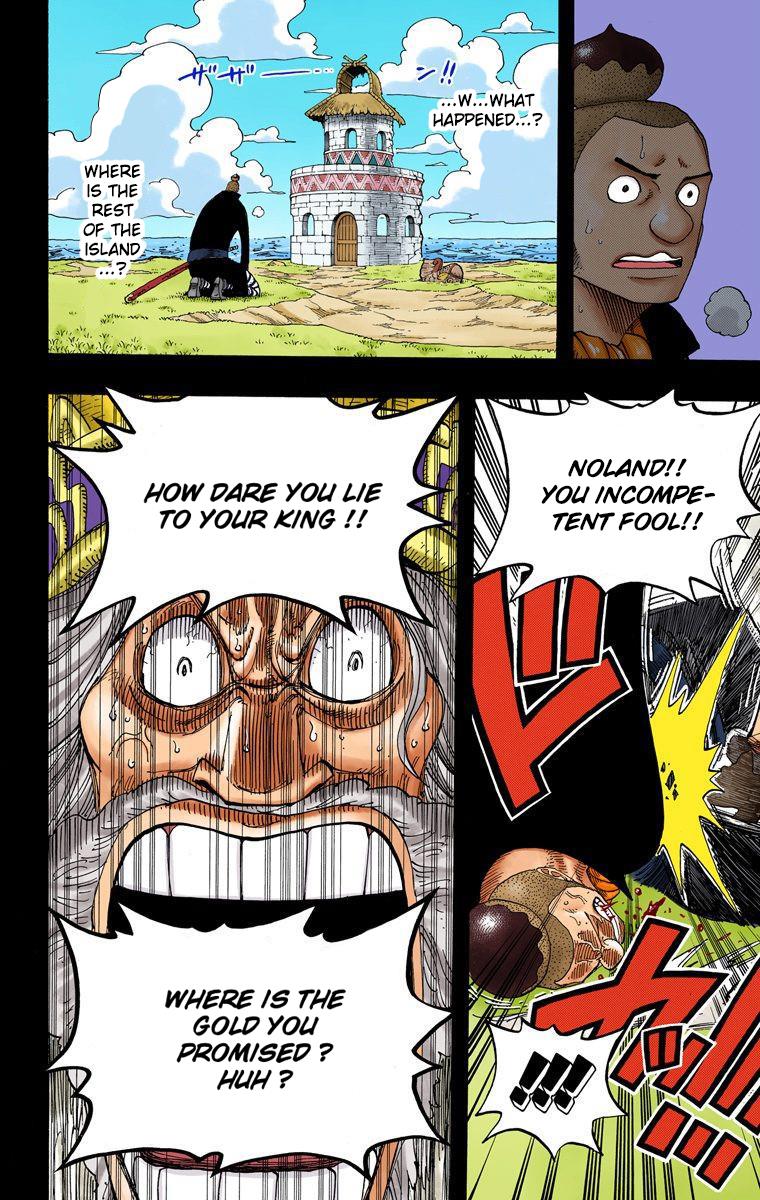 ...W...WHAT
HAPPENED...?
ザザ──…ン!!
WHERE
IS THE
REST
OF THE
ISLAND
...?
NOLAND!!
YOU INCOMPE-
TENT FOOL!!
ド
カッ!!!
!!!
HOW DARE YOU LIE
TO YOUR KING !!
WHERE IS THE
GOLD YOU
PROMISED ?
HUH ?